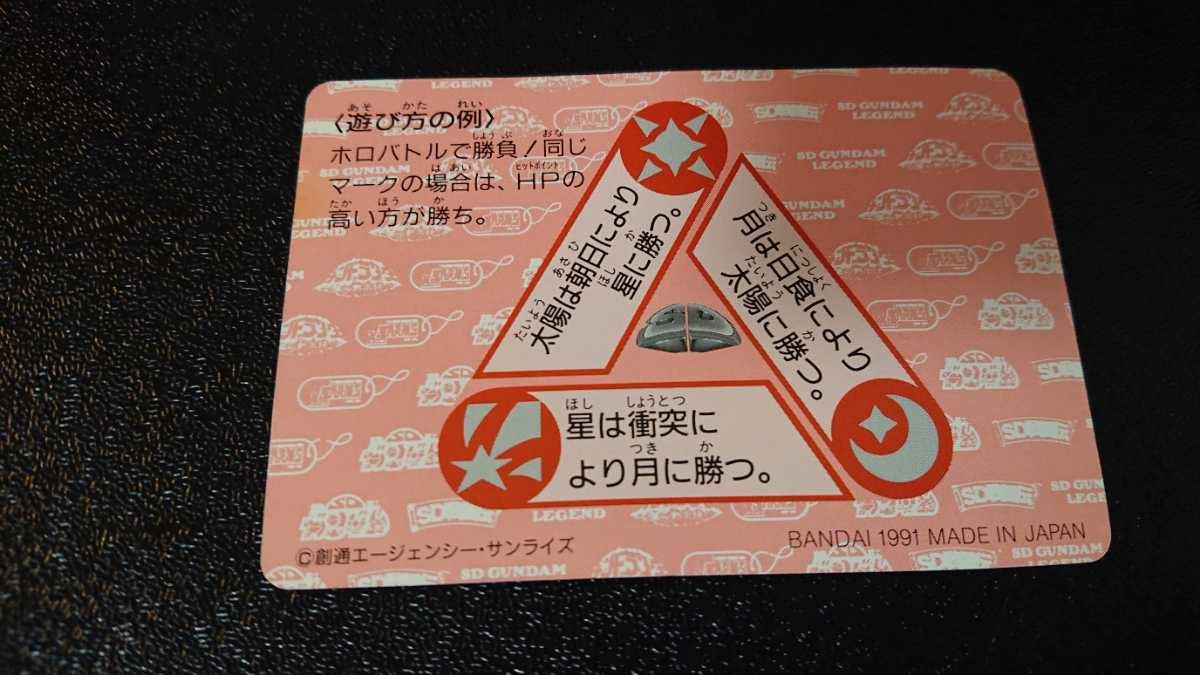 〈遊び方の例〉
ホロバトルで勝負！同じ
マークの場合は、HPの
高い方が勝ち。
太陽は朝日により
星に勝つ。
月は日食により
太陽に勝つ。
星は衝突に
より月に勝つ。
©創通エージェンシー・サンライズ
BANDAI 1991 MADE IN JAPAN
SD GUNDAM
LEGEND